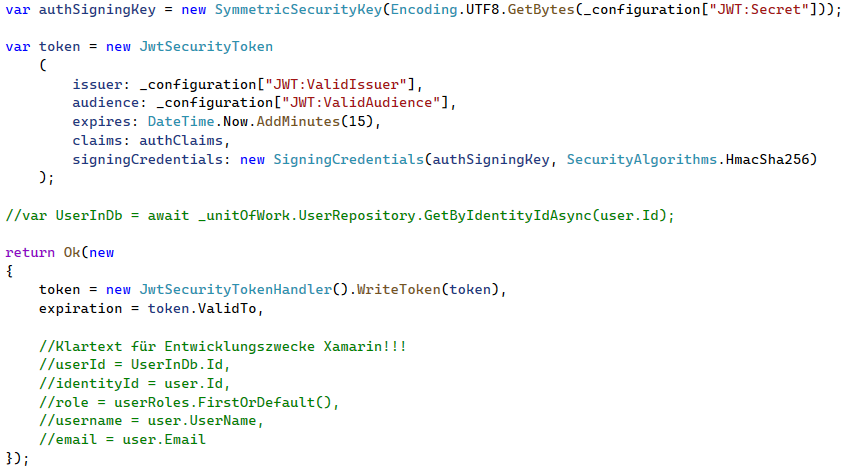 var authSigningKey = new SymmetricSecurityKey(Encoding.UTF8.GetBytes(_configuration["JWT:Secret"]));
var token = new JwtSecurityToken
(
issuer: _configuration["JWT:ValidIssuer"],
audience: _configuration["JWT:ValidAudience"],
expires: DateTime.Now.AddMinutes(15),
claims: authClaims,
signingCredentials: new SigningCredentials(authSigningKey, SecurityAlgorithms.HmacSha256)
);
//var UserInDb = await _unitOfWork.UserRepository.GetByIdentityIdAsync(user.Id);
return Ok(new
{
token = new JwtSecurityTokenHandler().WriteToken(token),
expiration = token.ValidTo,
//Klartext für Entwicklungszwecke Xamarin!!!
//userId = UserInDb.Id,
//identityId = user.Id,
//role = userRoles.FirstOrDefault(),
//username = user.UserName,
//email = user.Email
});